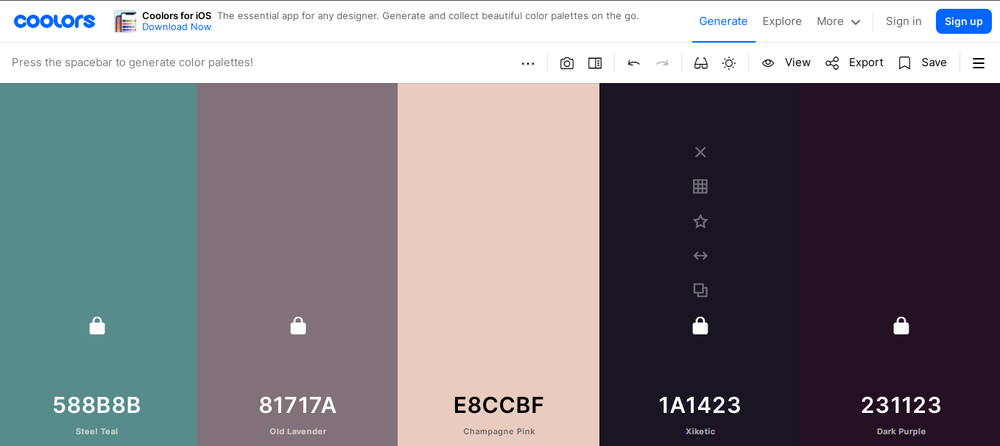 coolors
Coolors for iOS The essential app for any designer. Generate and collect beautiful color palettes on the go.
Download Now
Generate
Explore
More
Sign in
Sign up
Press the spacebar to generate color palettes!
View
Export
Save
588B8B
Steel Teal
81717A
Old Lavender
E8CCBF
Champagne Pink
1A1423
Xiketic
231123
Dark Purple